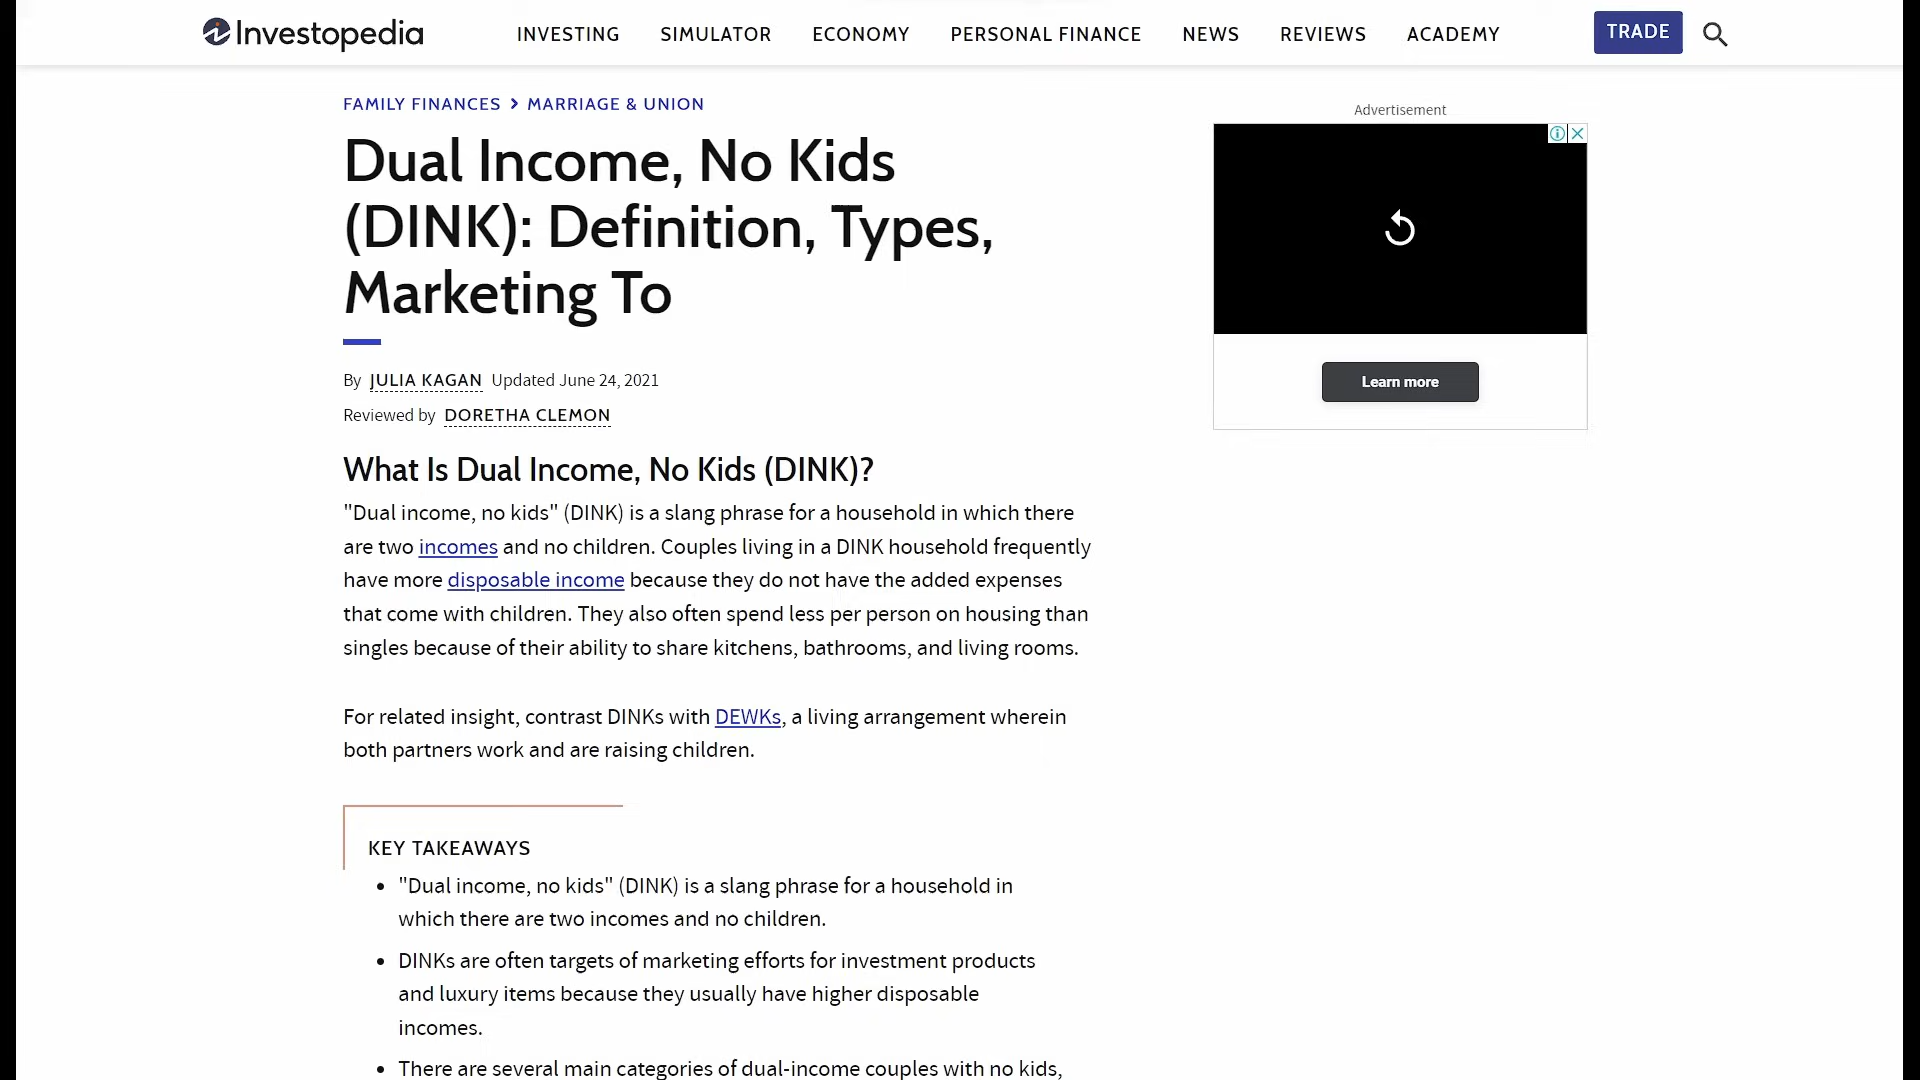 Investopedia
INVESTING SIMULATOR ECONOMY PERSONAL FINANCE NEWS REVIEWS ACADEMY TRADE
FAMILY FINANCES > MARRIAGE & UNION
Dual Income, No Kids
(DINK): Definition, Types,
Marketing To
By JULIA KAGAN Updated June 24, 2021
Reviewed by DORETHA CLEMON
What Is Dual Income, No Kids (DINK)?
"Dual income, no kids" (DINK) is a slang phrase for a household in which there
are two incomes and no children. Couples living in a DINK household frequently
have more disposable income because they do not have the added expenses
that come with children. They also often spend less per person on housing than
singles because of their ability to share kitchens, bathrooms, and living rooms.
For related insight, contrast DINKs with DEWKs, a living arrangement wherein
both partners work and are raising children.
KEY TAKEAWAYS
• "Dual income, no kids" (DINK) is a slang phrase for a household in
which there are two incomes and no children.
• DINKs are often targets of marketing efforts for investment products
and luxury items because they usually have higher disposable
incomes.
• There are several main categories of dual-income couples with no kids,
Advertisement
Learn more